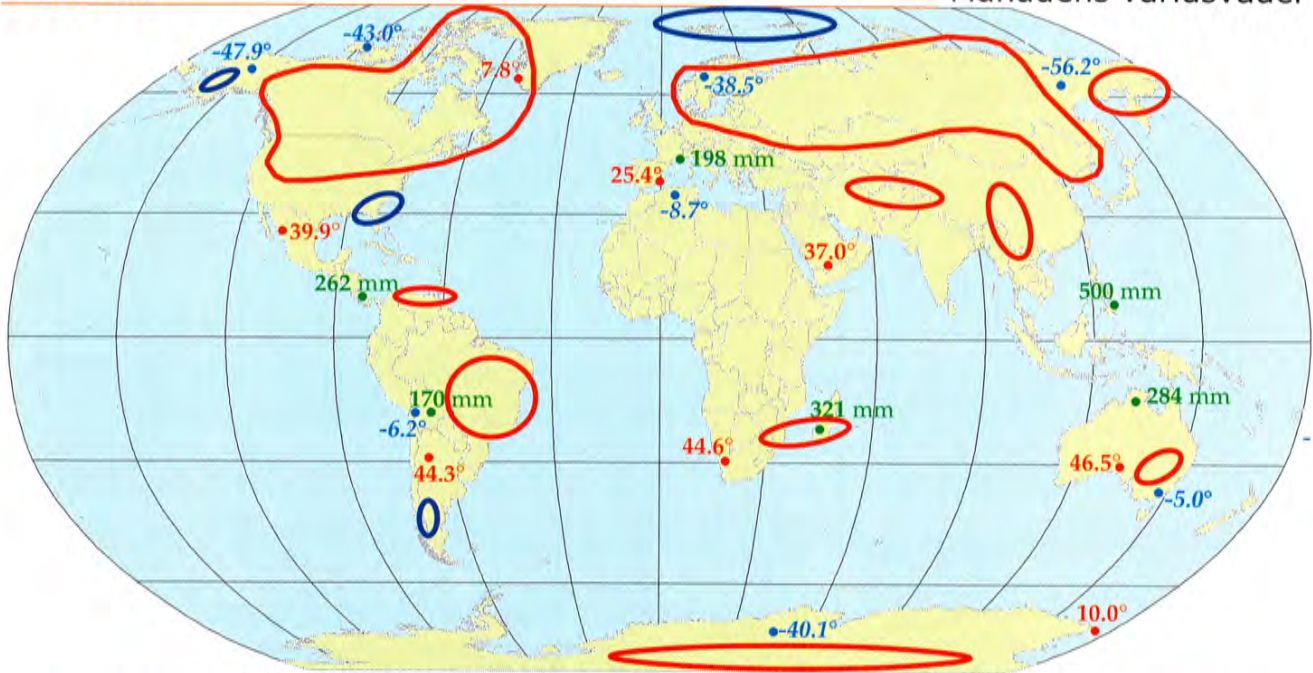 Månadens världsväder
-43.0°
-47.9°
7.8°
-38.5°
-56.2°
198 mm
25.4°
-8.7°
39.9°
37.0°
262 mm
500 mm
170 mm
284 mm
321 mm
-6.2°
44.6°
44.3°
46.5°
-5.0°
10.0°
-40.1°